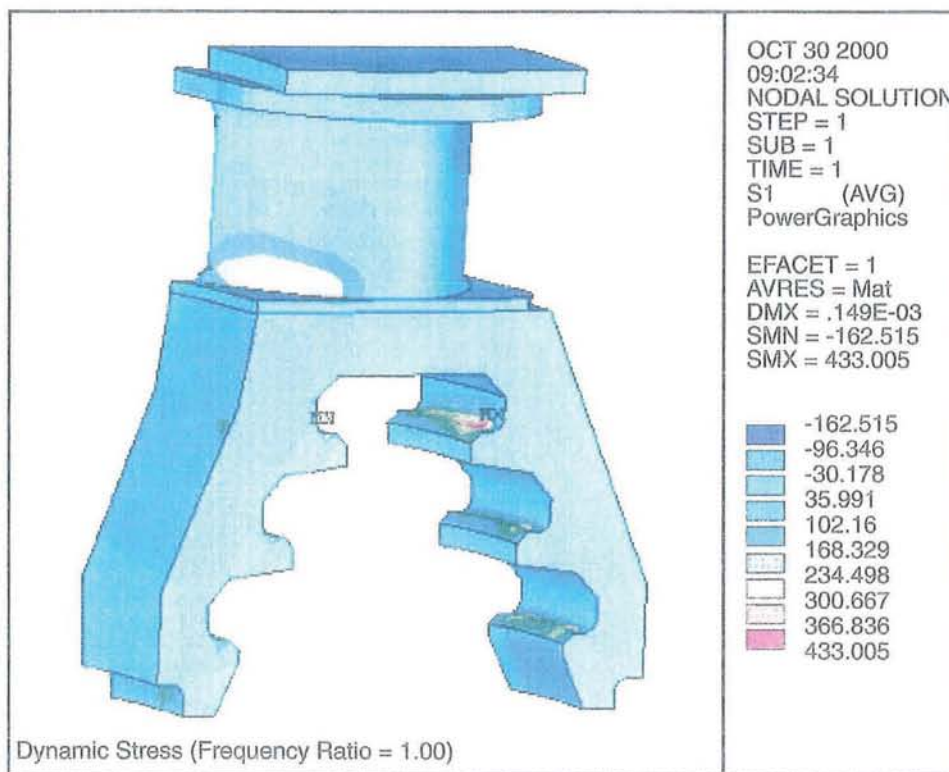 OCT 30 2000
09:02:34
NODAL SOLUTION
STEP = 1
SUB = 1
TIME = 1
S1 (AVG)
PowerGraphics
EFACET = 1
AVRES = Mat
DMX = .149E-03
SMN = -162.515
SMX = 433.005
-162.515
-96.346
-30.178
35.991
102.16
168.329
234.498
300.667
366.836
433.005
Dynamic Stress (Frequency Ratio = 1.00)